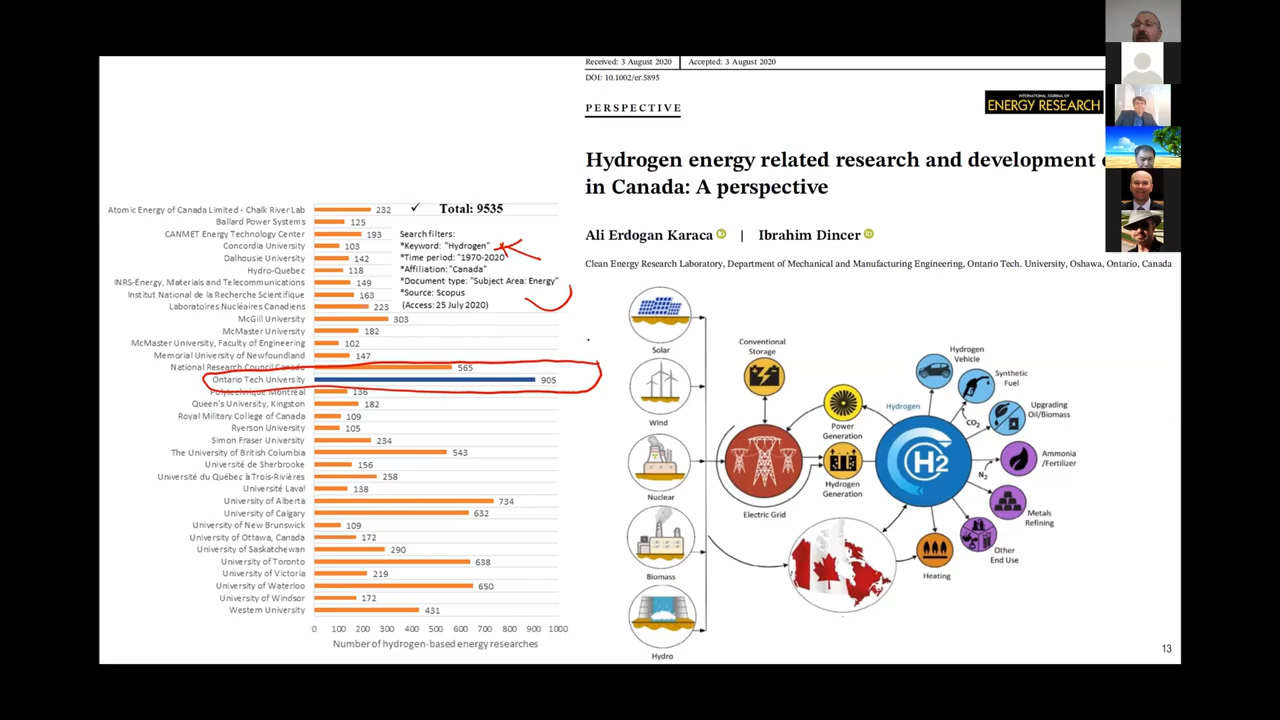 Received: 3 August 2020 Accepted: 3 August 2020
DOI: 10.1002/er.5895
PERSPECTIVE
INTERNATIONAL JOURNAL OF
ENERGY RESEARCH
Hydrogen energy related research and development
in Canada: A perspective
Ali Erdogan Karaca | Ibrahim Dincer
Clean Energy Research Laboratory, Department of Mechanical and Manufacturing Engineering, Ontario Tech. University, Oshawa, Ontario, Canada
✓ Total: 9535
Search filters:
*Keyword: "Hydrogen"
*Time period: "1970-2020
*Affiliation: "Canada"
*Document type: "Subject Area: Energy"
*Source: Scopus
(Access: 25 July 2020)
Atomic Energy of Canada Limited - Chalk River Lab 232
Ballard Power Systems 125
CANMET Energy Technology Center 193
Concordia University 103
Dalhousie University 142
Hydro-Quebec 118
INRS-Energy, Materials and Telecommunications 149
Institut National de la Recherche Scientifique 163
Laboratoires Nucléaires Canadiens 223
McGill University 303
McMaster University 182
McMaster University, Faculty of Engineering 102
Memorial University of Newfoundland 147
National Research Council Canada 565
Ontario Tech University 905
Polytechnique Montréal 136
Queen's University, Kingston 182
Royal Military College of Canada 109
Ryerson University 105
Simon Fraser University 234
The University of British Columbia 543
Université de Sherbrooke 156
Université du Québec à Trois-Rivières 258
Université Laval 138
University of Alberta 734
University of Calgary 632
University of New Brunswick 109
University of Ottawa, Canada 172
University of Saskatchewan 290
University of Toronto 638
University of Victoria 219
University of Waterloo 650
University of Windsor 172
Western University 431
0 100 200 300 400 500 600 700 800 900 1000
Number of hydrogen-based energy researches
Solar
Wind
Nuclear
Biomass
Hydro
Conventional
Storage
Electric Grid
Power
Generation
Hydrogen
Generation
Hydrogen
H2
Hydrogen
Vehicle
Synthetic
Fuel
CO2
Upgrading
Oil/Biomass
Ammonia
/Fertilizer
N2
Metals
Refining
Other
End Use
Heating
13